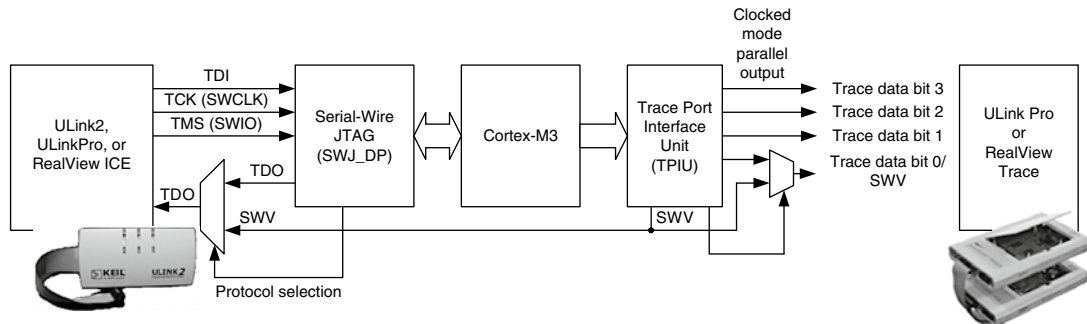 Clocked
mode
parallel
output
ULink2,
ULinkPro, or
RealView ICE
TDI
TCK (SWCLK)
TMS (SWIO)
TDO
TDO
SWV
Protocol selection
Serial-Wire
JTAG
(SWJ_DP)
Cortex-M3
Trace Port
Interface
Unit
(TPIU)
SWV
Trace data bit 3
Trace data bit 2
Trace data bit 1
Trace data bit 0/
SWV
ULink Pro
or
RealView
Trace
KEIL
ULINK2